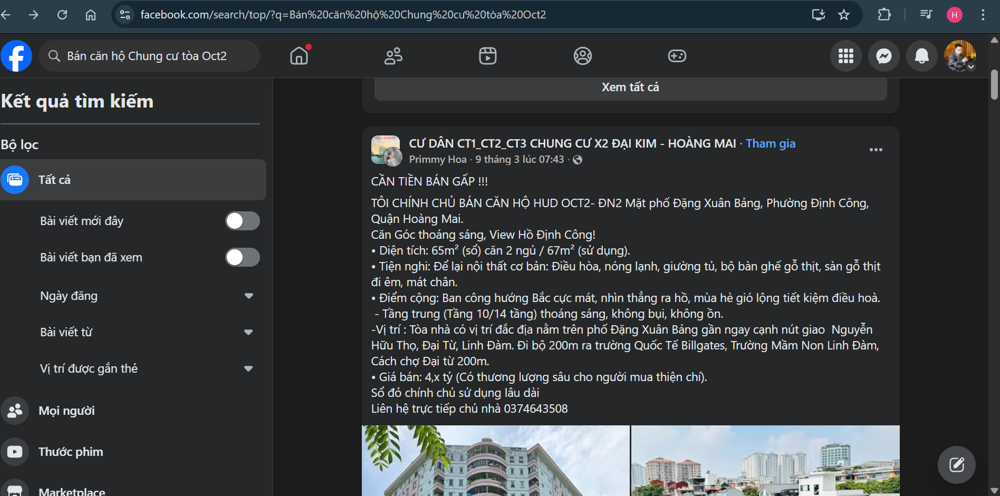 facebook.com/search/top/?q=Bán%20căn%20hộ%20Chung%20cư%20tòa%20Oct2
H
Bán căn hộ Chung cư tòa Oct2
Kết quả tìm kiếm
Bộ lọc
Tất cả
Bài viết mới đây
Bài viết bạn đã xem
Ngày đăng
Bài viết từ
Vị trí được gắn thẻ
Mọi người
Thước phim
Marketplace
Xem tất cả
CƯ DÂN CT1_CT2_CT3 CHUNG CƯ X2 ĐẠI KIM - HOÀNG MAI · Tham gia
Primmy Hoa · 9 tháng 3 lúc 07:43 ·
CẦN TIỀN BÁN GẤP !!!
TÔI CHÍNH CHỦ BÁN CĂN HỘ HUD OCT2- ĐN2 Mặt phố Đặng Xuân Bảng, Phường Định Công,
Quận Hoàng Mai.
Căn Góc thoáng sáng, View Hồ Định Công!
• Diện tích: 65m² (sổ) căn 2 ngủ / 67m² (sử dụng).
• Tiện nghi: Để lại nội thất cơ bản: Điều hòa, nóng lạnh, giường tủ, bộ bàn ghế gỗ thịt, sàn gỗ thịt
đi êm, mát chân.
• Điểm cộng: Ban công hướng Bắc cực mát, nhìn thẳng ra hồ, mùa hè gió lộng tiết kiệm điều hoà.
- Tầng trung (Tầng 10/14 tầng) thoáng sáng, không bụi, không ồn.
-Vị trí : Tòa nhà có vị trí đắc địa nằm trên phố Đặng Xuân Bảng gần ngay cạnh nút giao  Nguyễn
Hữu Thọ, Đại Từ, Linh Đàm. Đi bộ 200m ra trường Quốc Tế Billgates, Trường Mầm Non Linh Đàm,
Cách chợ Đại từ 200m.
• Giá bán: 4,x tỷ (Có thương lượng sâu cho người mua thiện chí).
Sổ đỏ chính chủ sử dụng lâu dài
Liên hệ trực tiếp chủ nhà 0374643508